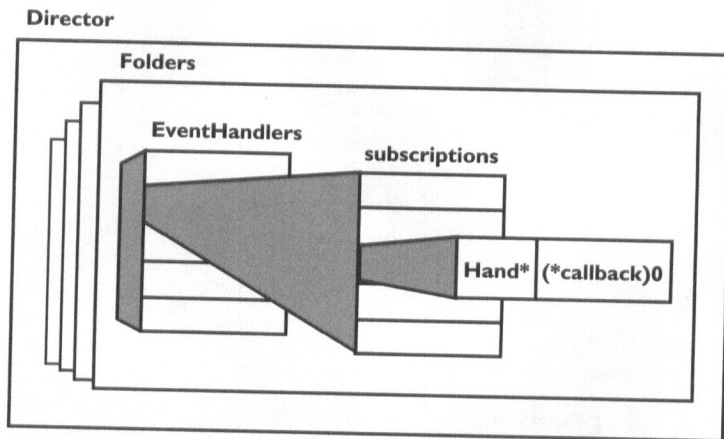 Director
Folders
EventHandlers
subscriptions
Hand* (*callback)0